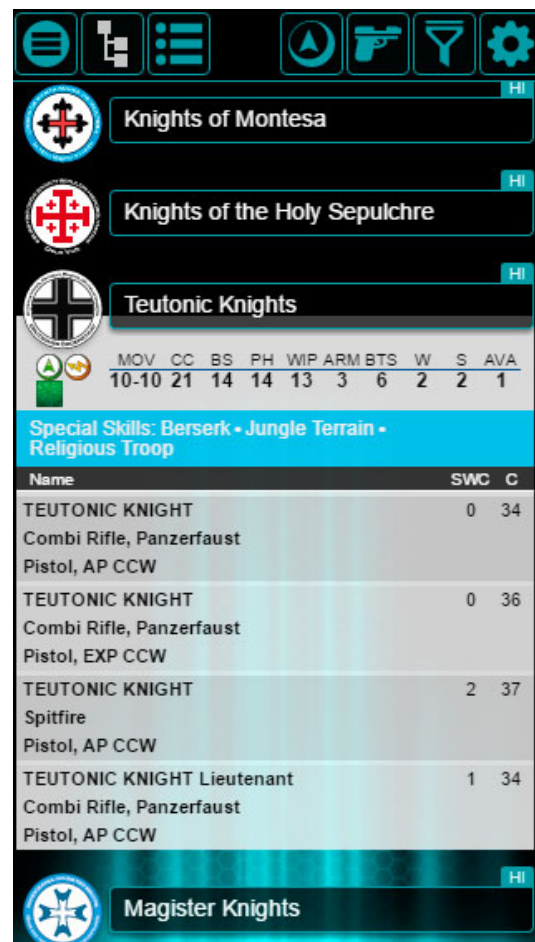 HI
Knights of Montesa
HI
Knights of the Holy Sepulchre
HI
Teutonic Knights
MOV CC BS PH WIP ARM BTS W S AVA
10-10 21 14 14 13 3 6 2 2 1
Special Skills: Berserk • Jungle Terrain •
Religious Troop
Name SWC C
TEUTONIC KNIGHT 0 34
Combi Rifle, Panzerfaust
Pistol, AP CCW
TEUTONIC KNIGHT 0 36
Combi Rifle, Panzerfaust
Pistol, EXP CCW
TEUTONIC KNIGHT 2 37
Spitfire
Pistol, AP CCW
TEUTONIC KNIGHT Lieutenant 1 34
Combi Rifle, Panzerfaust
Pistol, AP CCW
HI
Magister Knights